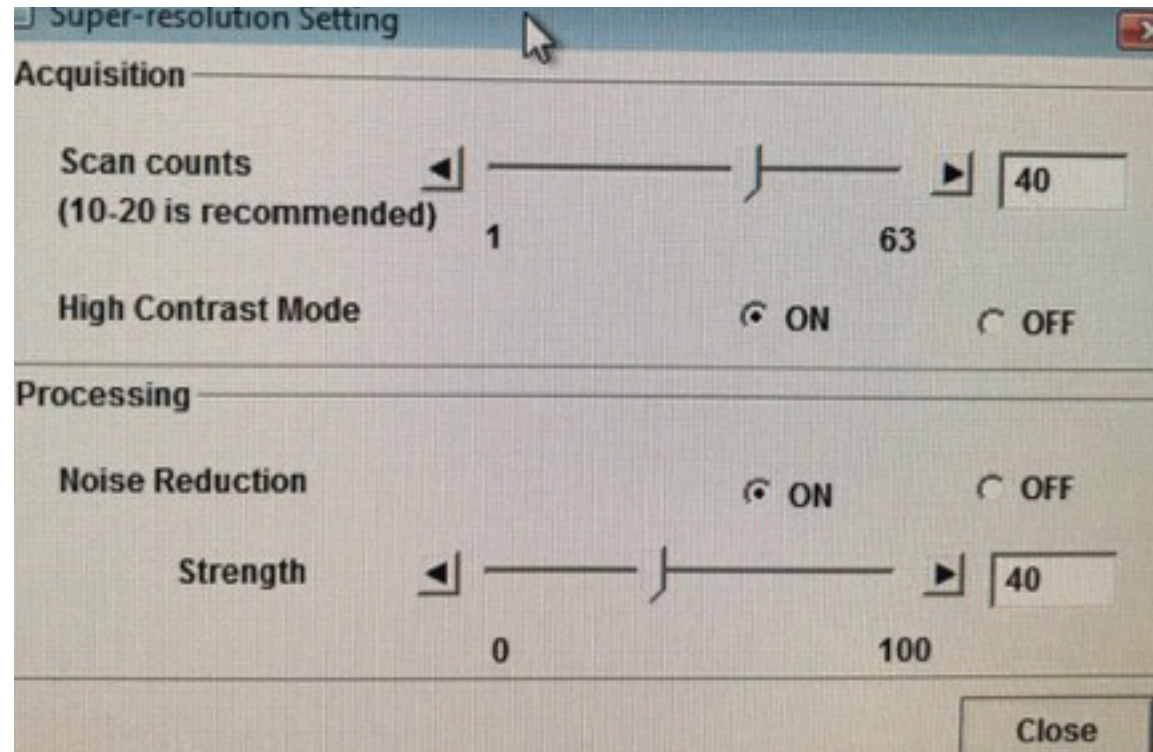 Super-resolution Setting
Acquisition
Scan counts
(10-20 is recommended)
40
1 63
High Contrast Mode ON OFF
Processing
Noise Reduction ON OFF
Strength 40
0 100
Close